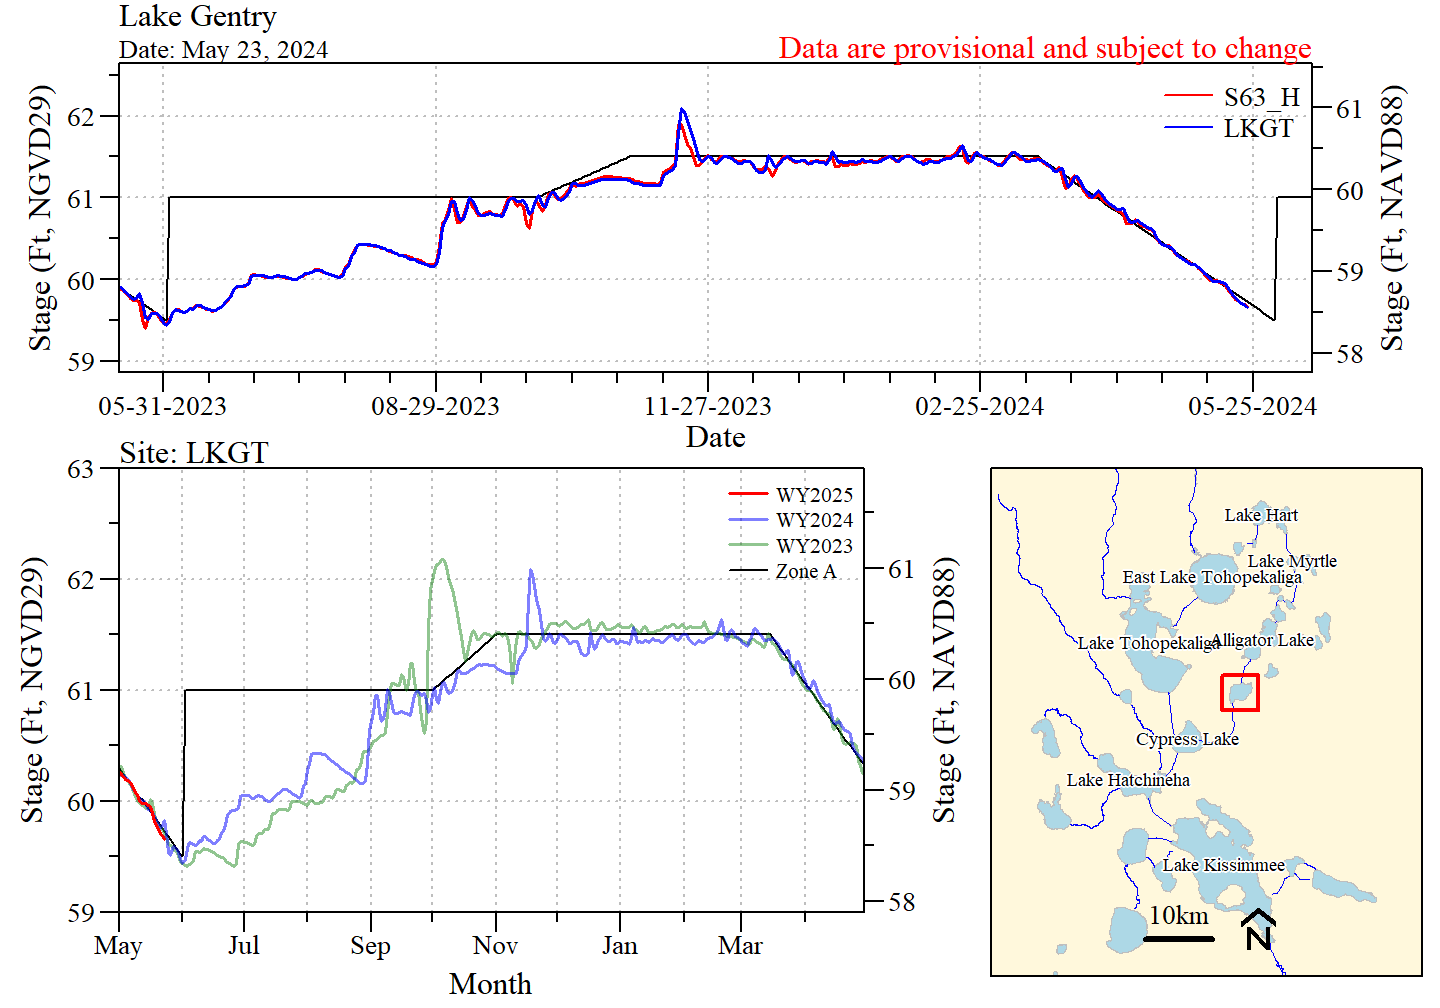 Lake Gentry
Date: May 23, 2024
Data are provisional and subject to change
S63_H
LKGT
62
61
60
59
Stage (Ft, NGVD29)
61
60
59
58
Stage (Ft, NAVD88)
05-31-2023 08-29-2023 11-27-2023 02-25-2024 05-25-2024
Date
Site: LKGT
WY2025
WY2024
WY2023
Zone A
63
62
61
60
59
Stage (Ft, NGVD29)
61
60
59
58
Stage (Ft, NAVD88)
May Jul Sep Nov Jan Mar
Month
Lake Hart
Lake Myrtle
East Lake Tohopekaliga
Lake Tohopekaliga
Alligator Lake
Cypress Lake
Lake Hatchineha
Lake Kissimmee
10km
N